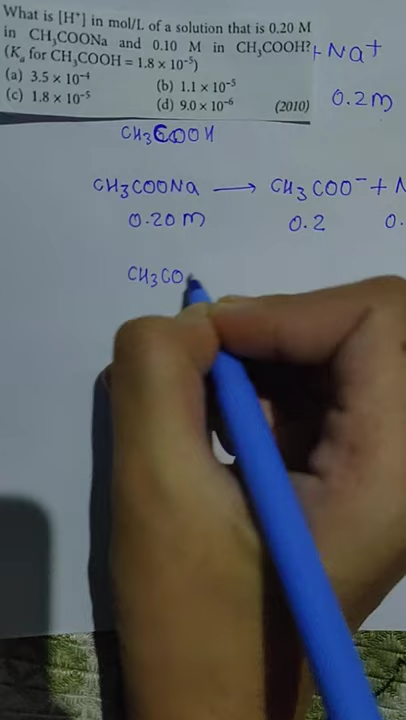 What is [H⁺] in mol/L of a solution that is 0.20 M
in CH₃COONa and 0.10 M in CH₃COOH?
(Kₐ for CH₃COOH = 1.8 × 10⁻⁵)
(a) 3.5 × 10⁻⁴ (b) 1.1 × 10⁻⁵
(c) 1.8 × 10⁻⁵ (d) 9.0 × 10⁻⁶ (2010)
+ Na⁺
0.2m
CH₃COOH
CH₃COONa ⟶ CH₃COO⁻ + N
0.20 m 0.2 0.
CH₃CO